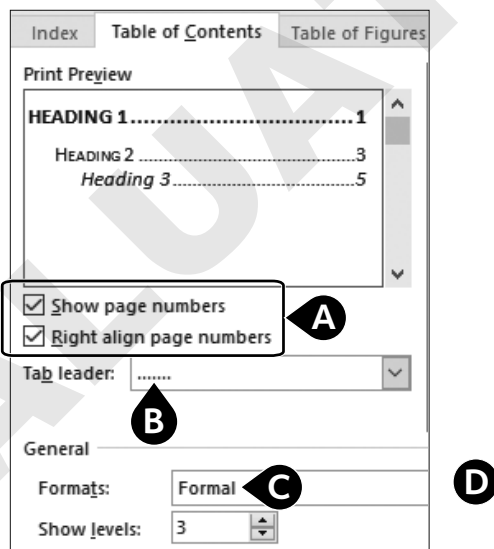 Index Table of Contents Table of Figures
Print Preview
HEADING 1....................................1
HEADING 2 ....................................3
Heading 3..............................5
Show page numbers
Right align page numbers
A
Tab leader: .......
B
General
Formats: Formal
C
D
Show levels: 3